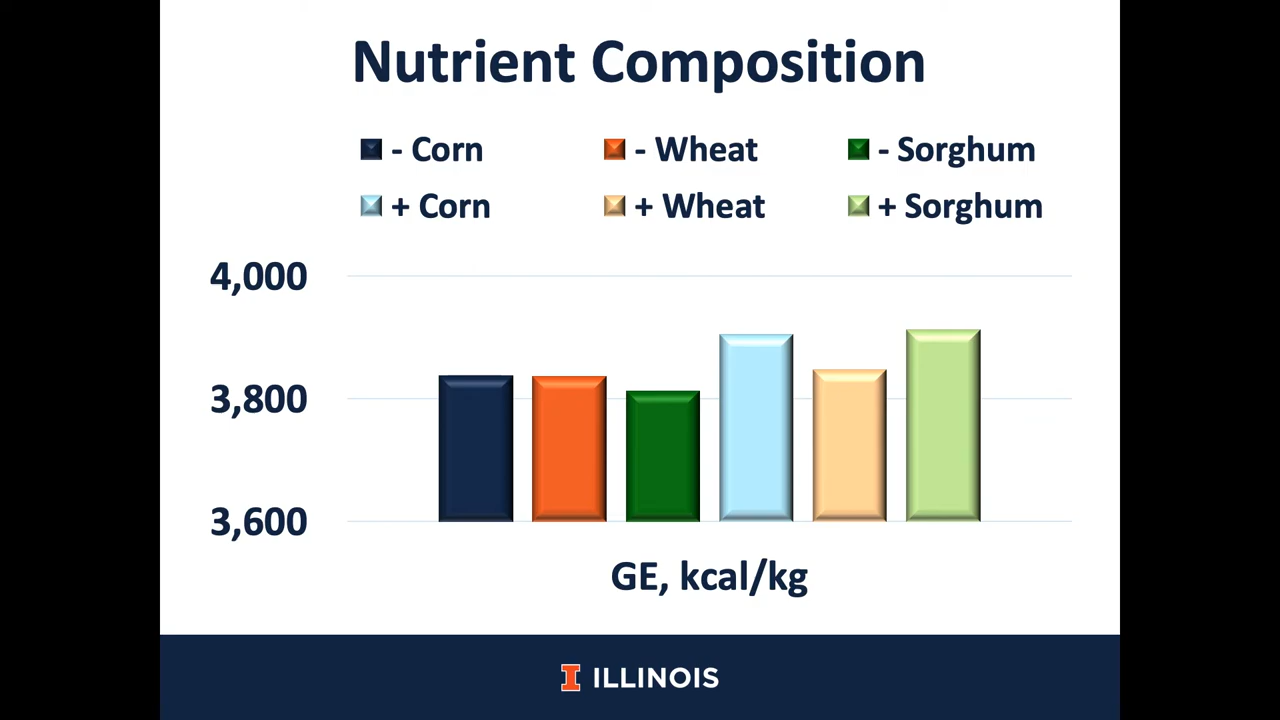 Nutrient Composition
- Corn - Wheat - Sorghum
+ Corn + Wheat + Sorghum
4,000
3,800
3,600
GE, kcal/kg
I ILLINOIS